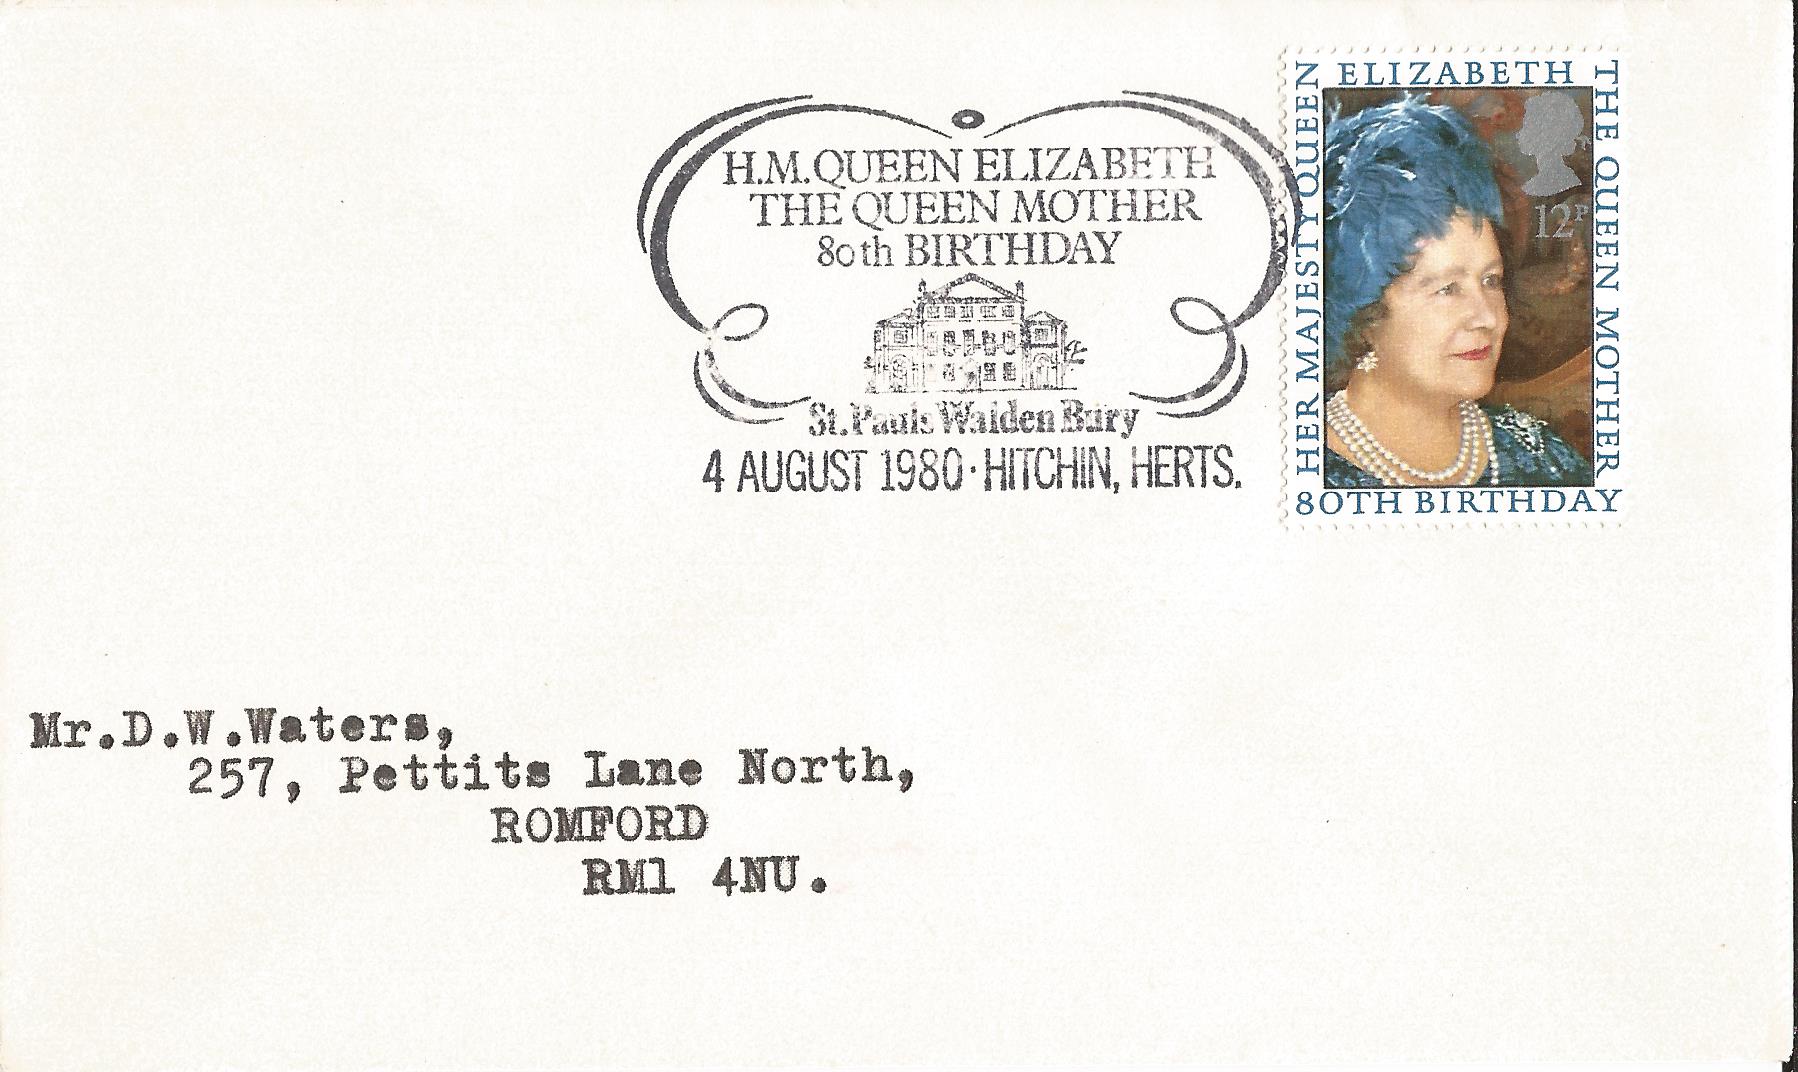 H.M. QUEEN ELIZABETH
THE QUEEN MOTHER
80th BIRTHDAY
St. Pauls Walden Bury
4 AUGUST 1980 · HITCHIN, HERTS.
HER MAJESTY QUEEN
ELIZABETH
THE QUEEN MOTHER
12P
80TH BIRTHDAY
Mr.D.W.Waters,
257, Pettits Lane North,
ROMFORD
RM1 4NU.